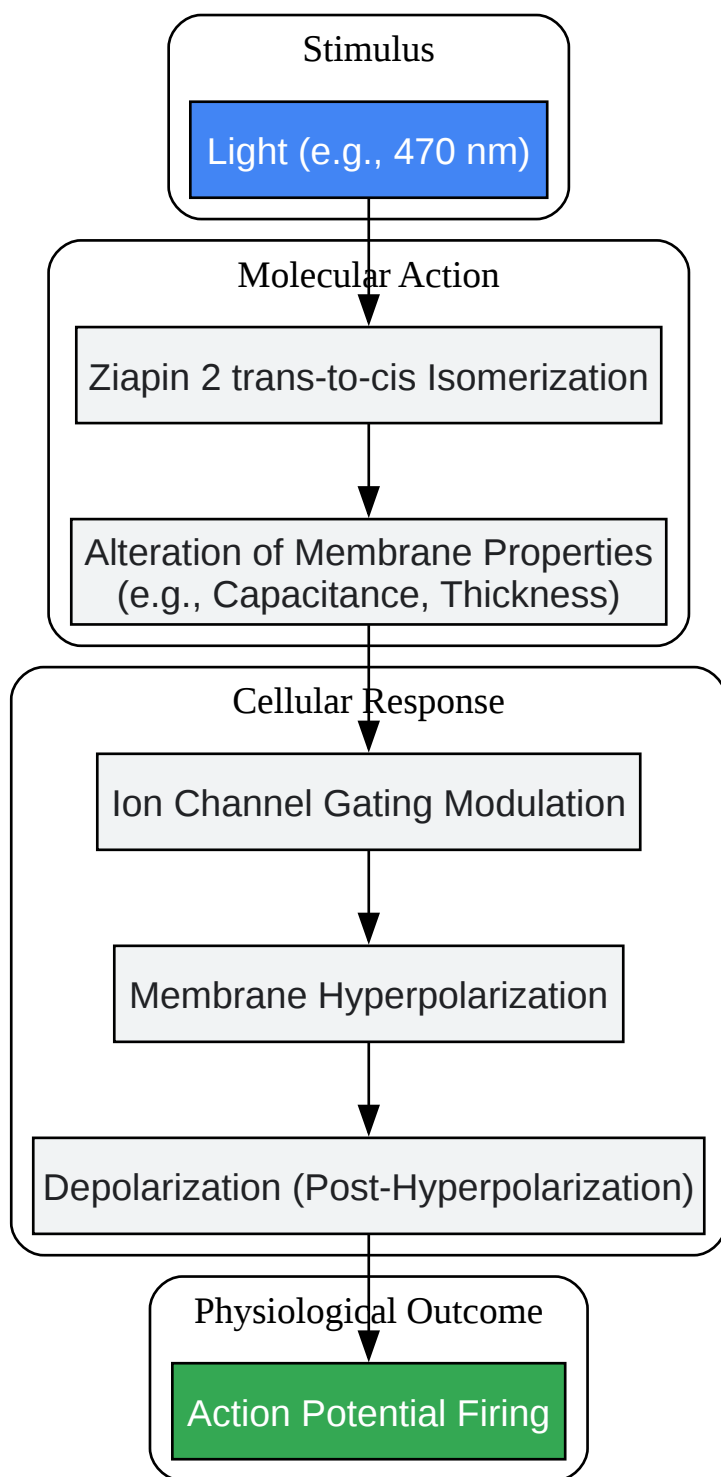 Stimulus
Light (e.g., 470 nm)
Molecular Action
Ziapin 2 trans-to-cis Isomerization
Alteration of Membrane Properties
(e.g., Capacitance, Thickness)
Cellular Response
Ion Channel Gating Modulation
Membrane Hyperpolarization
Depolarization (Post-Hyperpolarization)
Physiological Outcome
Action Potential Firing